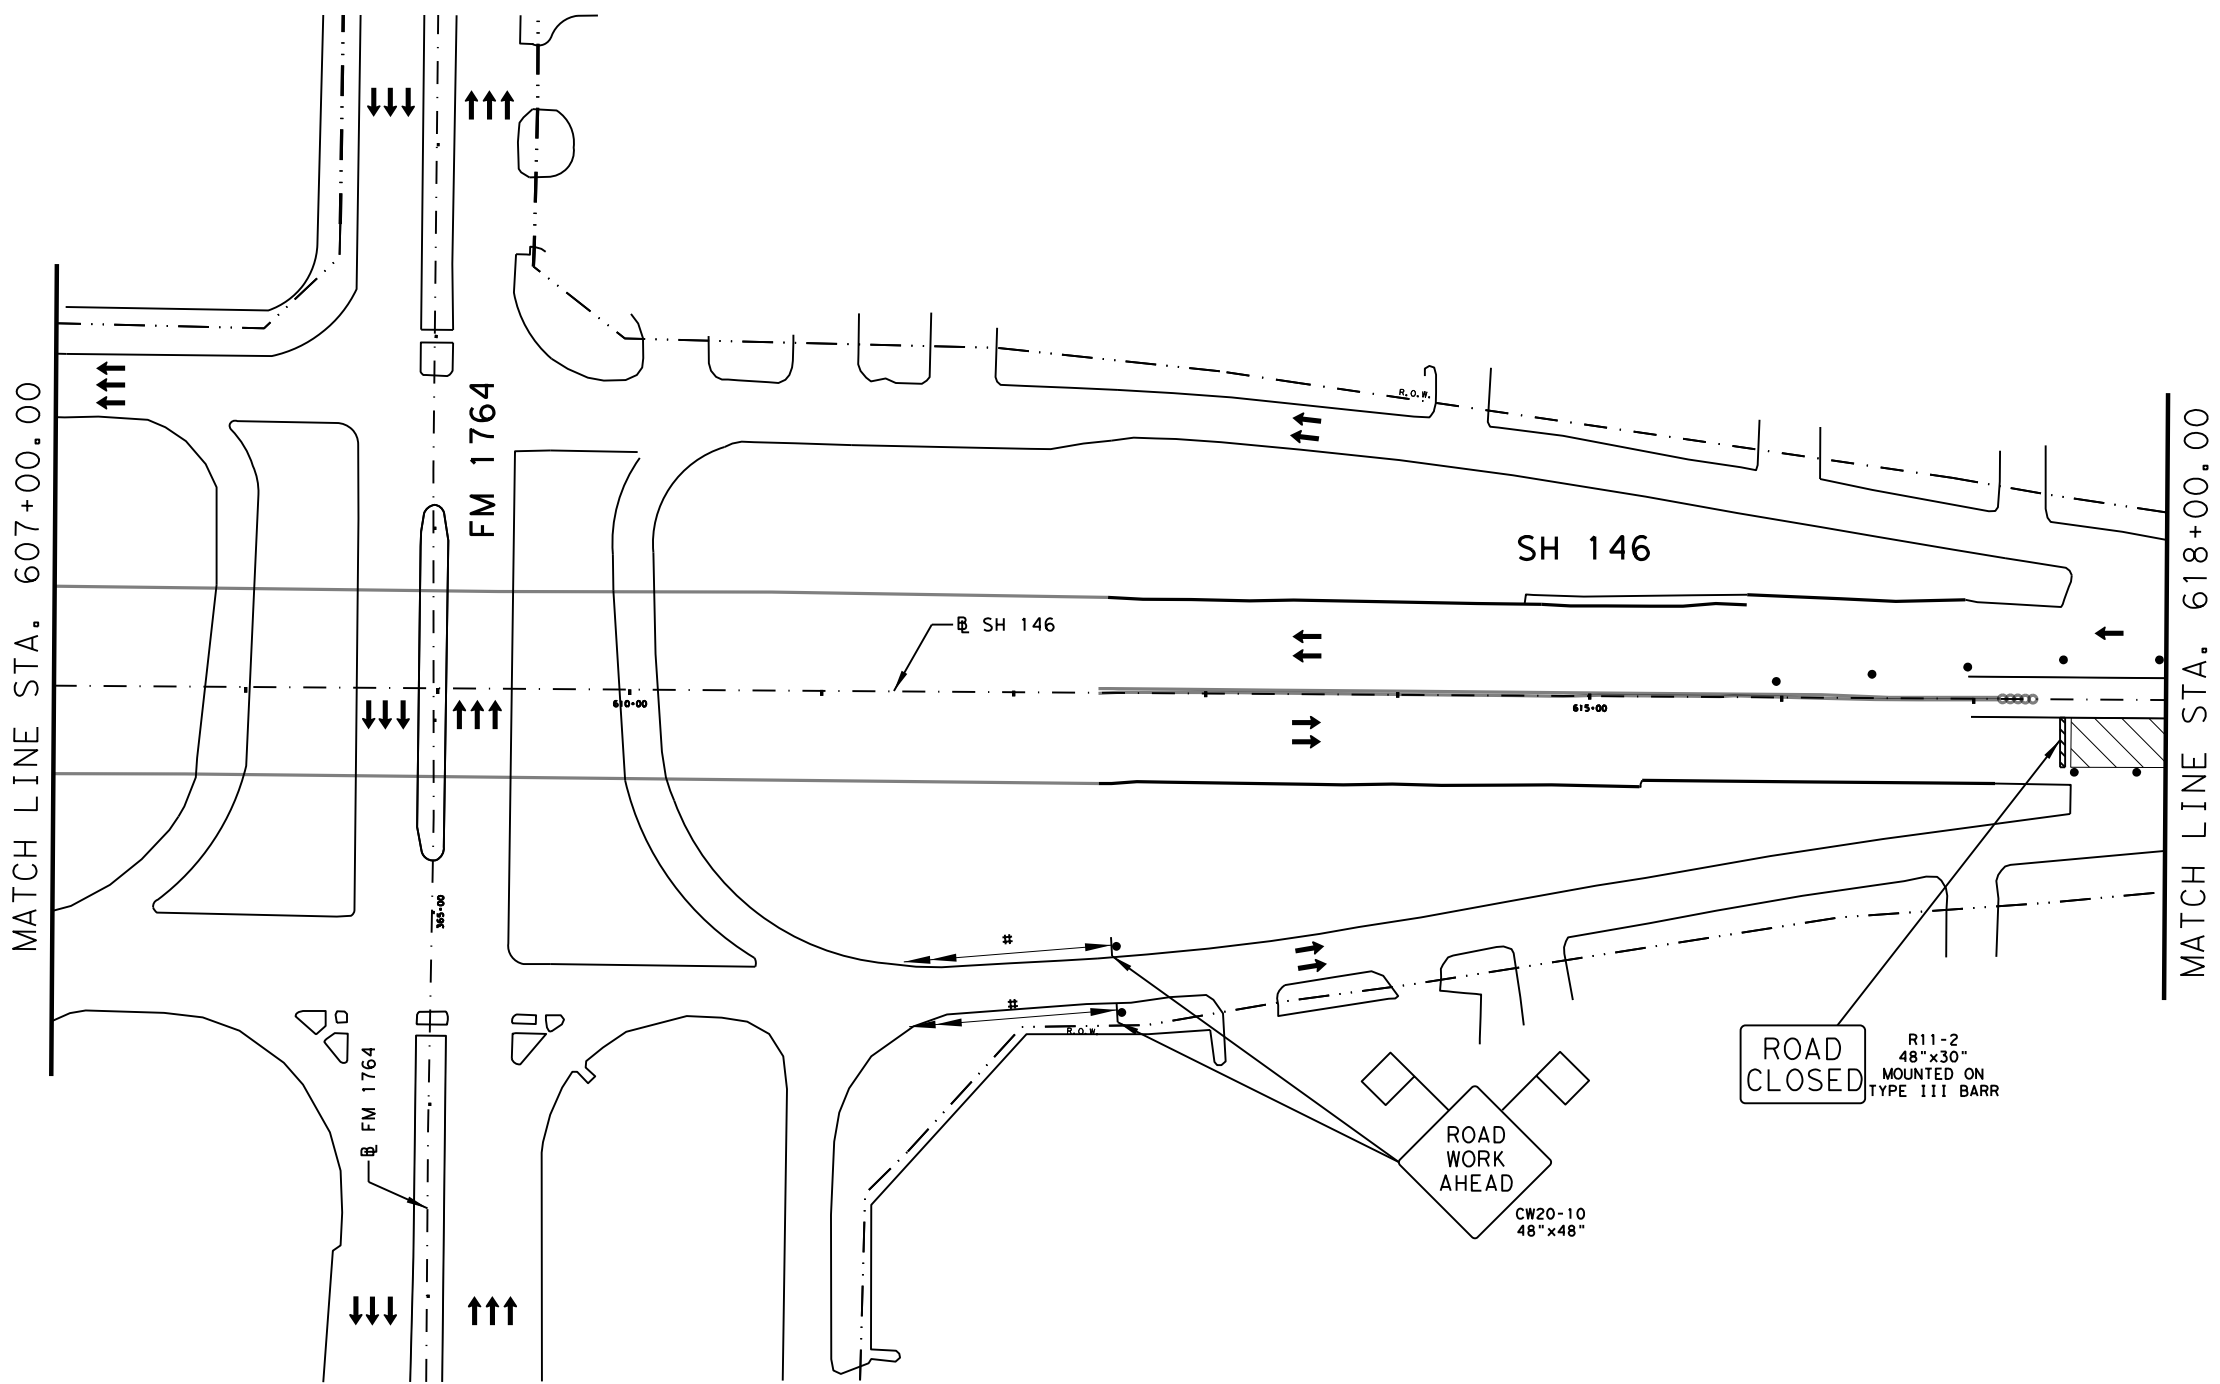 MATCH LINE STA. 607+00.00
FM 1764
R.O.W.
SH 146
℄ SH 146
610+00
615+00
MATCH LINE STA. 618+00.00
365+00
#
#
R.O.W.
FM 1764
ROAD
CLOSED
R11-2
48"x30"
MOUNTED ON
TYPE III BARR
ROAD
WORK
AHEAD
CW20-10
48"x48"